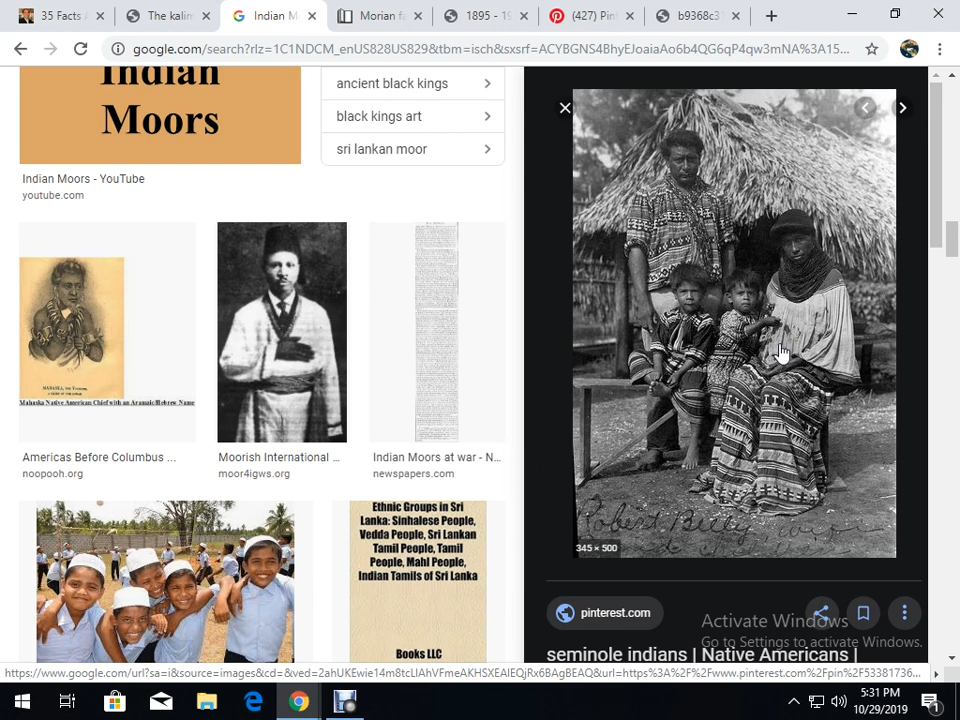 35 Facts A
The kalim
Indian M
Morian fa
1895 - 19
(427) Pin
b9368c31
google.com/search?rlz=1C1NDCM_enUS828US829&tbm=isch&sxsrf=ACYBGNS4BhyEJoaiaAo6b4QG6qP4qw3mNA%3A15...
Indian
Moors
ancient black kings
black kings art
sri lankan moor
Indian Moors - YouTube
youtube.com
Mahaska Native American Chief with an Aramaic/Hebrew Name
Americas Before Columbus ...
noopooh.org
Moorish International ...
moor4igws.org
Indian Moors at war - N...
newspapers.com
Ethnic Groups in Sri
Lanka: Sinhalese People,
Vedda People, Sri Lankan
Tamil People, Tamil
People, Mahl People,
Indian Tamils of Sri Lanka
Books LLC
Robert Billy,
345 × 500
pinterest.com
Activate Windows
Go to Settings to activate Windows.
seminole indians | Native Americans |
https://www.google.com/url?sa=i&source=images&cd=&ved=2ahUKEwie14m8tcLlAhVFmeAKHSXEAIEQjRx6BAgBEAQ&url=https%3A%2F%2Fwww.pinterest.com%2Fpin%2F53381736...
5:31 PM
10/29/2019
1